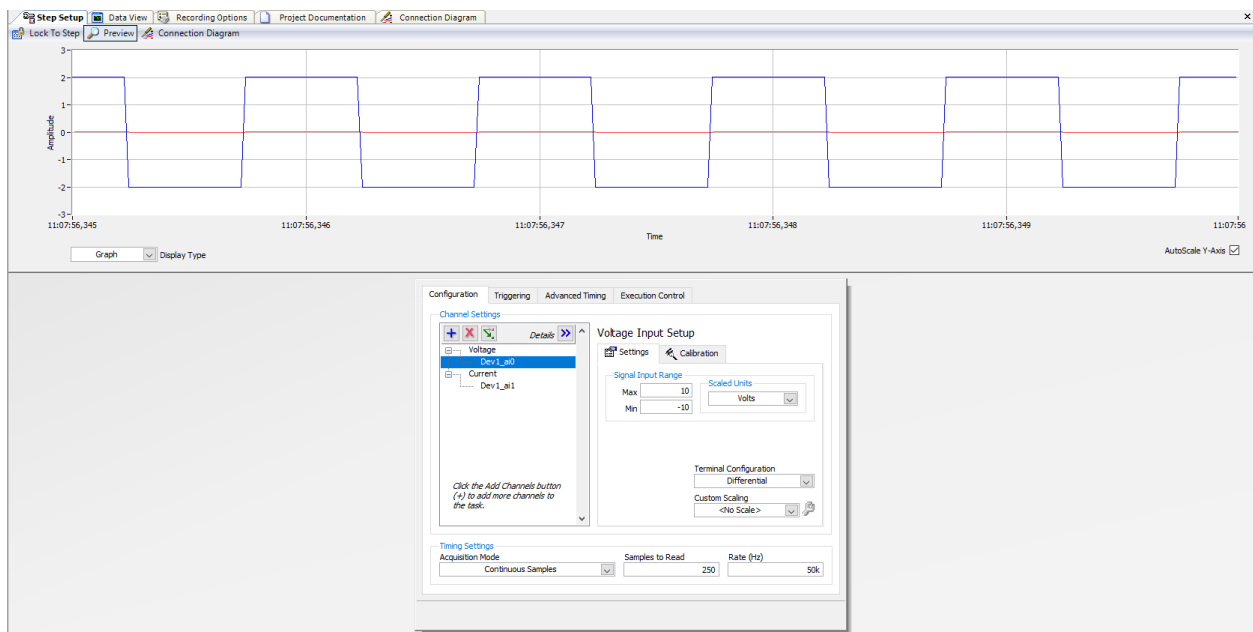 Step Setup Data View Recording Options Project Documentation Connection Diagram
Lock To Step Preview Connection Diagram
3
2
1
0
-1
-2
-3
Amplitude
11:07:56,345 11:07:56,346 11:07:56,347 11:07:56,348 11:07:56,349 11:07:56
Time
Graph Display Type
AutoScale Y-Axis
Configuration Triggering Advanced Timing Execution Control
Channel Settings
Details
Voltage
Dev1_ai0
Current
Dev1_ai1
Click the Add Channels button
(+) to add more channels to
the task.
Voltage Input Setup
Settings Calibration
Signal Input Range
Max 10
Min -10
Scaled Units
Volts
Terminal Configuration
Differential
Custom Scaling
<No Scale>
Timing Settings
Acquisition Mode Samples to Read Rate (Hz)
Continuous Samples 250 50k